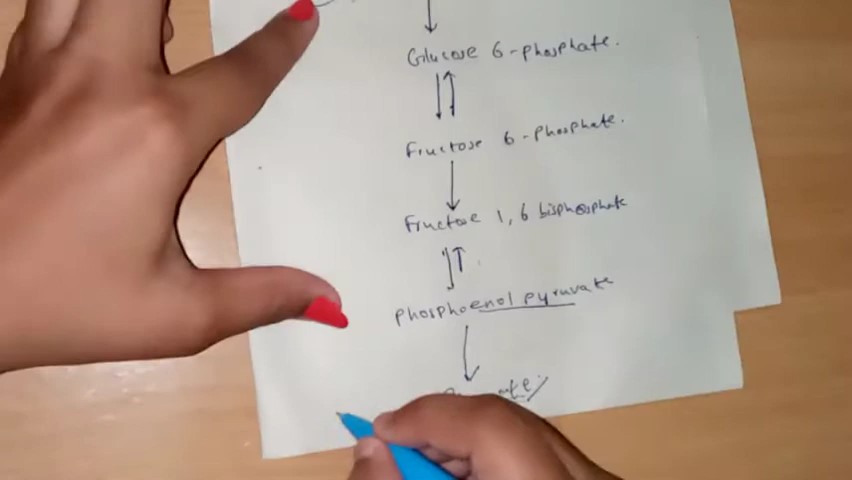 Glucose 6-phosphate.
Fructose 6-phosphate.
Fructose 1,6 bisphosphate
phosphoenol pyruvate